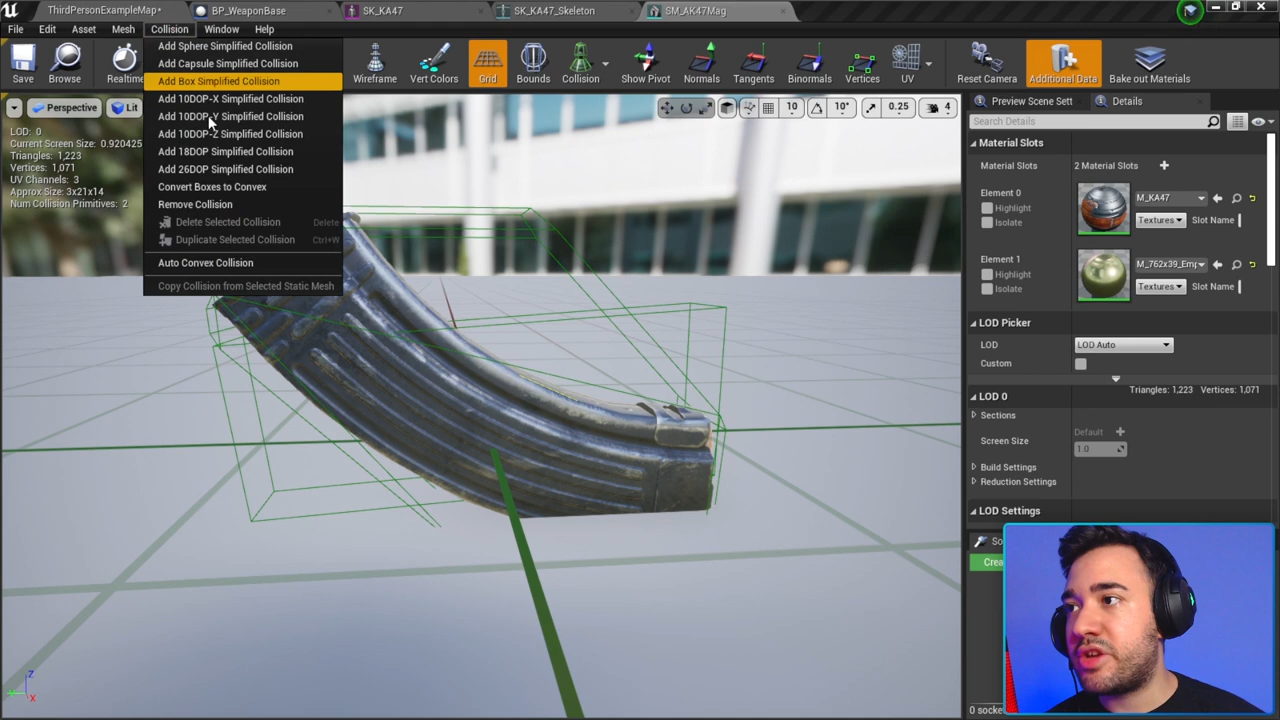 ThirdPersonExampleMap*
BP_WeaponBase
SK_KA47
SK_KA47_Skeleton
SM_AK47Mag
File Edit Asset Mesh Collision Window Help
Save
Browse
Realtime
Wireframe
Vert Colors
Grid
Bounds
Collision
Show Pivot
Normals
Tangents
Binormals
Vertices
UV
Reset Camera
Additional Data
Bake out Materials
Add Sphere Simplified Collision
Add Capsule Simplified Collision
Add Box Simplified Collision
Add 10DOP-X Simplified Collision
Add 10DOP-Y Simplified Collision
Add 10DOP-Z Simplified Collision
Add 18DOP Simplified Collision
Add 26DOP Simplified Collision
Convert Boxes to Convex
Remove Collision
Delete Selected Collision Delete
Duplicate Selected Collision Ctrl+W
Auto Convex Collision
Copy Collision from Selected Static Mesh
Perspective
Lit
10
10°
0.25
4
LOD: 0
Current Screen Size: 0.920425
Triangles: 1,223
Vertices: 1,071
UV Channels: 3
Approx Size: 3x21x14
Num Collision Primitives: 2
Preview Scene Sett
Details
Search Details
Material Slots
Material Slots 2 Material Slots
Element 0
Highlight
Isolate
M_KA47
Textures
Slot Name
Element 1
Highlight
Isolate
M_762x39_Emp
Textures
Slot Name
LOD Picker
LOD LOD Auto
Custom
Triangles: 1,223 Vertices: 1,071
LOD 0
Sections
Default
Screen Size 1.0
Build Settings
Reduction Settings
LOD Settings
So
Crea
0 socke
Z
X